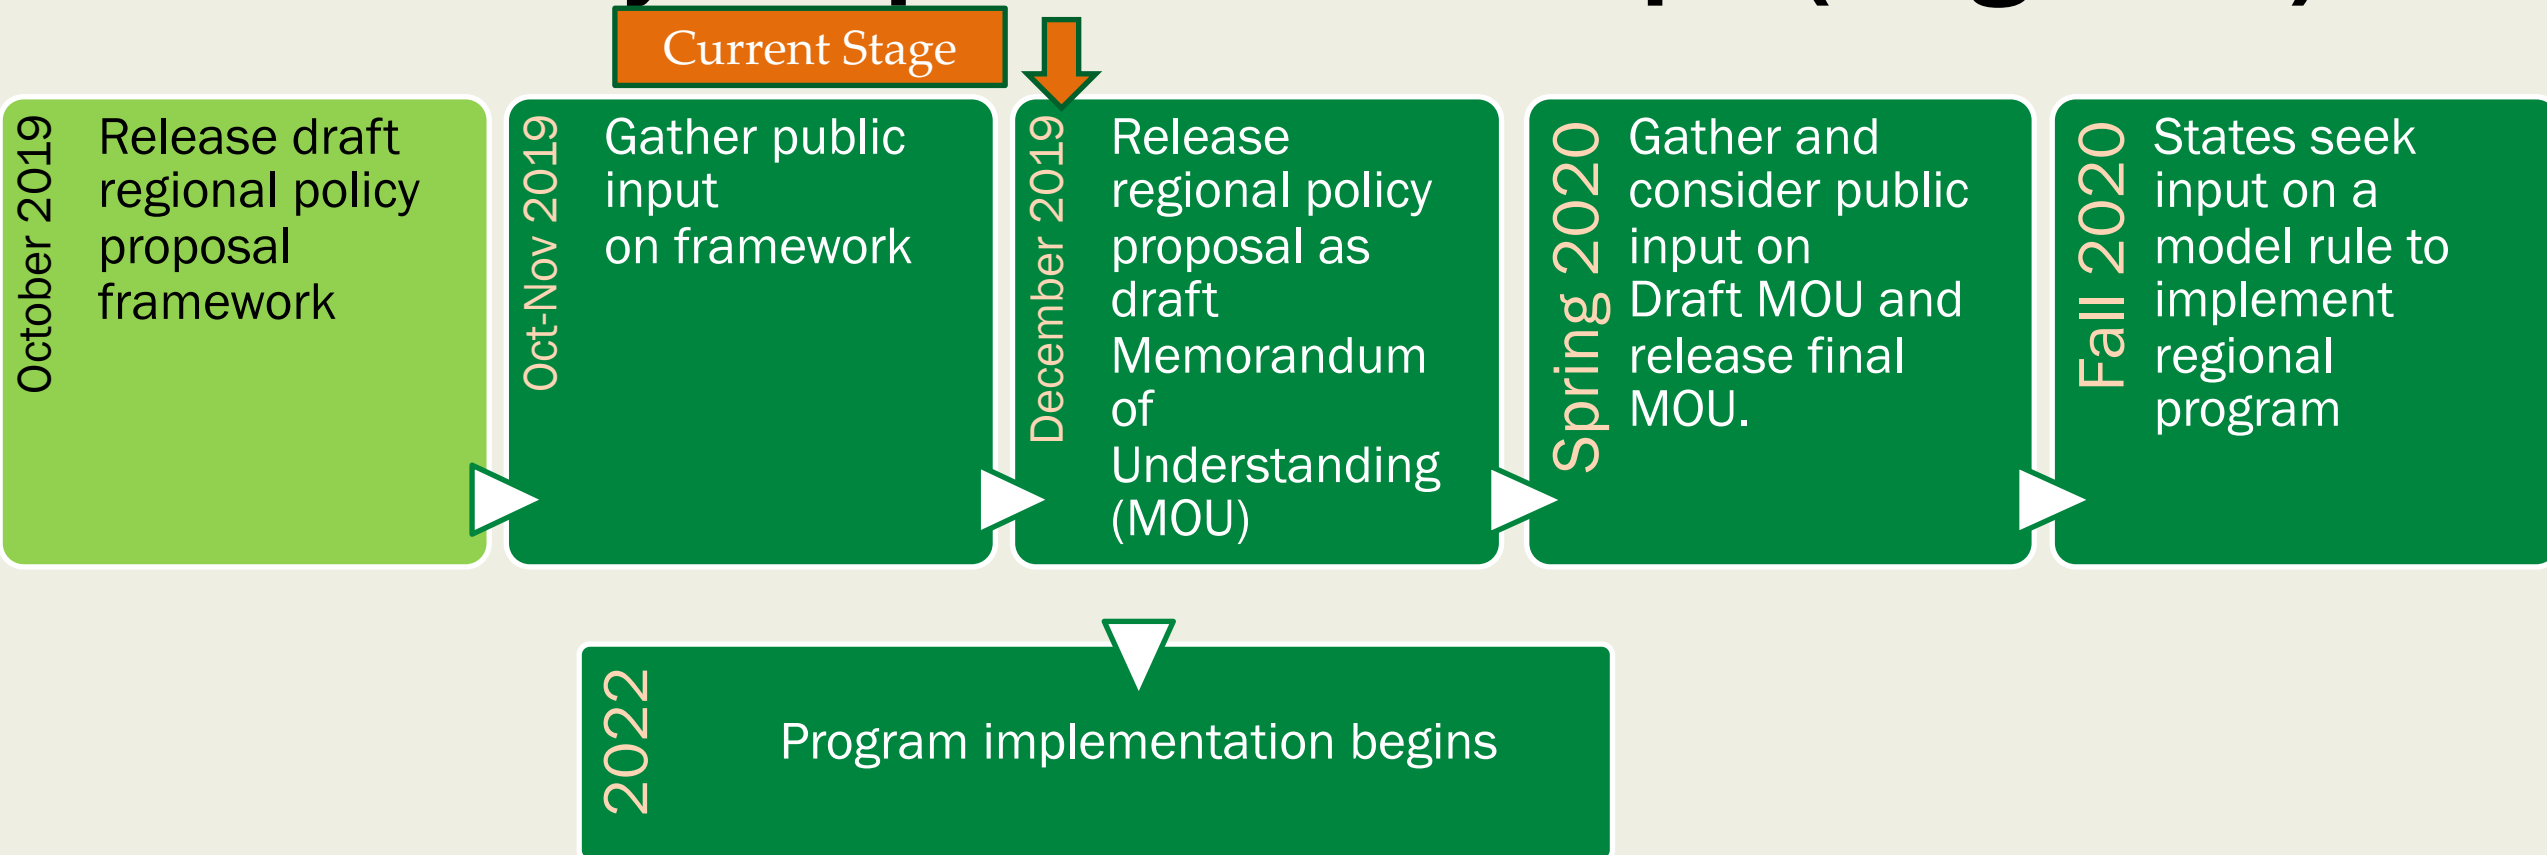 Current Stage
October 2019
Release draft
regional policy
proposal
framework
Oct-Nov 2019
Gather public
input
on framework
December 2019
Release
regional policy
proposal as
draft
Memorandum
of
Understanding
(MOU)
Spring 2020
Gather and
consider public
input on
Draft MOU and
release final
MOU.
Fall 2020
States seek
input on a
model rule to
implement
regional
program
2022
Program implementation begins